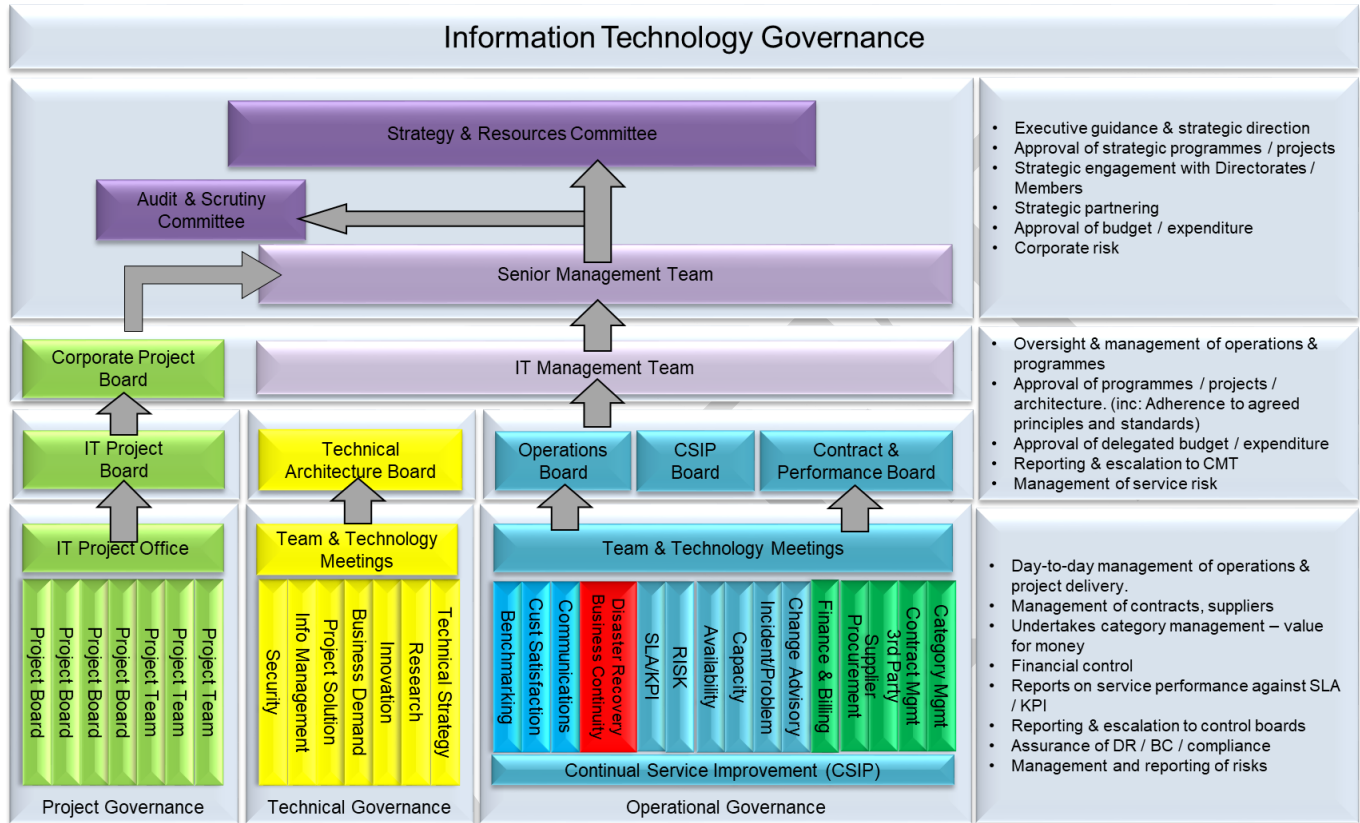 Information Technology Governance
Strategy & Resources Committee
Audit & Scrutiny
Committee
Senior Management Team
• Executive guidance & strategic direction
• Approval of strategic programmes / projects
• Strategic engagement with Directorates /
Members
• Strategic partnering
• Approval of budget / expenditure
• Corporate risk
Corporate Project
Board
IT Management Team
IT Project
Board
Technical
Architecture Board
Operations
Board
CSIP
Board
Contract &
Performance Board
• Oversight & management of operations &
programmes
• Approval of programmes / projects /
architecture. (inc: Adherence to agreed
principles and standards)
• Approval of delegated budget / expenditure
• Reporting & escalation to CMT
• Management of service risk
IT Project Office
Project Board
Project Board
Project Board
Project Board
Project Team
Project Team
Project Team
Project Governance
Team & Technology
Meetings
Security
Info Management
Project Solution
Business Demand
Innovation
Research
Technical Strategy
Technical Governance
Team & Technology Meetings
Benchmarking
Cust Satisfaction
Communications
Disaster Recovery
Business Continuity
SLA/KPI
RISK
Availability
Capacity
Incident/Problem
Change Advisory
Finance & Billing
Procurement
Supplier
3rd Party
Contract Mgmt
Category Mgmt
Continual Service Improvement (CSIP)
Operational Governance
• Day-to-day management of operations &
project delivery.
• Management of contracts, suppliers
• Undertakes category management – value
for money
• Financial control
• Reports on service performance against SLA
/ KPI
• Reporting & escalation to control boards
• Assurance of DR / BC / compliance
• Management and reporting of risks